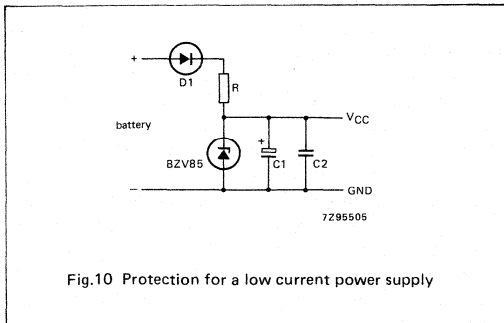 +
D1
R
VCC
battery
+
BZV85
C1
C2
−
GND
7Z95505
Fig.10 Protection for a low current power supply